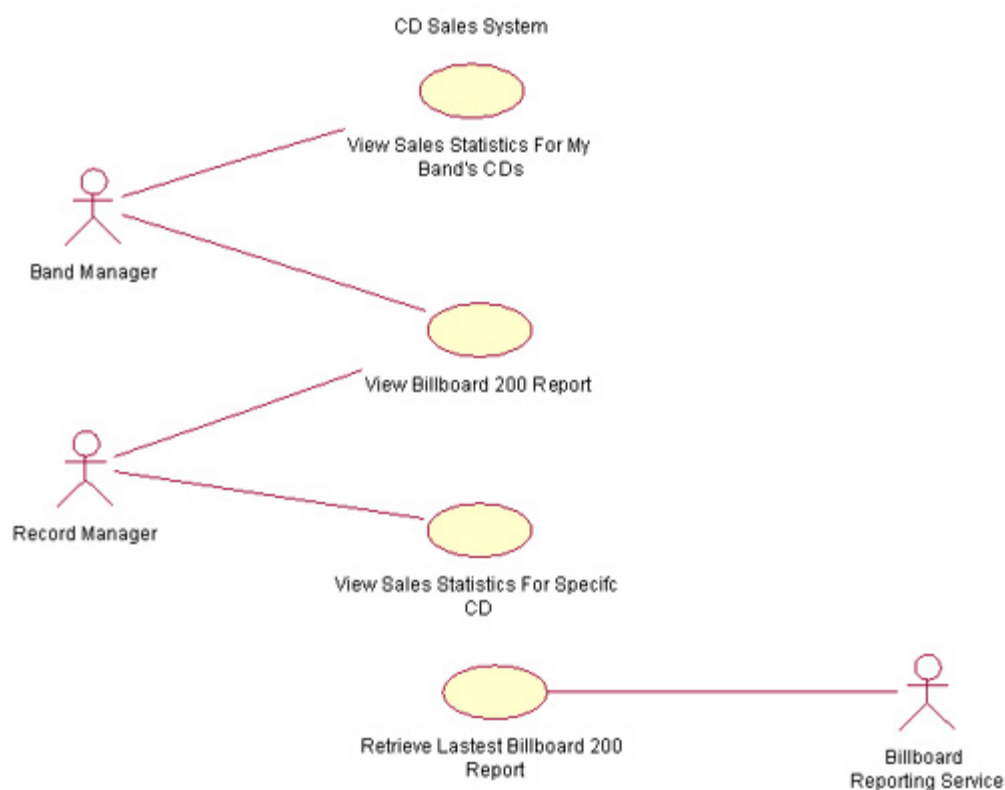 CD Sales System
View Sales Statistics For My
Band's CDs
Band Manager
View Billboard 200 Report
Record Manager
View Sales Statistics For Specifc
CD
Retrieve Lastest Billboard 200
Report
Billboard
Reporting Service